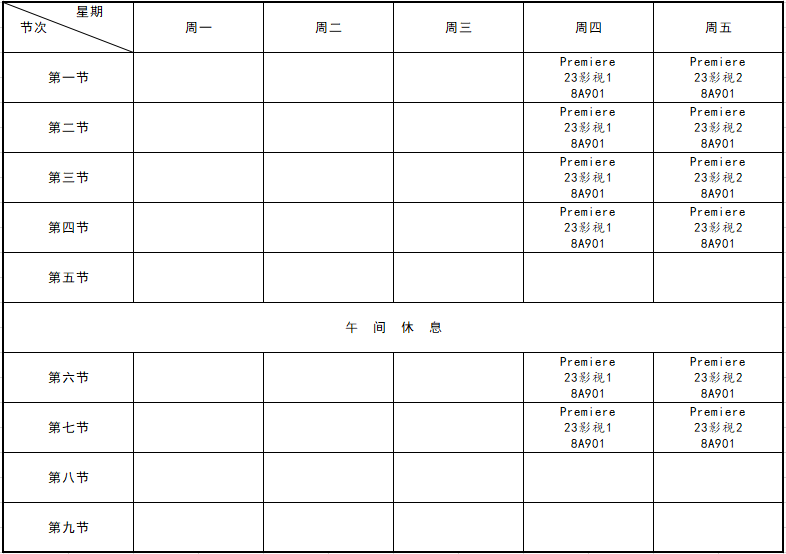 星期
节次
周一
周二
周三
周四
周五
第一节
Premiere
23影视1
8A901
Premiere
23影视2
8A901
第二节
Premiere
23影视1
8A901
Premiere
23影视2
8A901
第三节
Premiere
23影视1
8A901
Premiere
23影视2
8A901
第四节
Premiere
23影视1
8A901
Premiere
23影视2
8A901
第五节
午 间 休 息
第六节
Premiere
23影视1
8A901
Premiere
23影视2
8A901
第七节
Premiere
23影视1
8A901
Premiere
23影视2
8A901
第八节
第九节